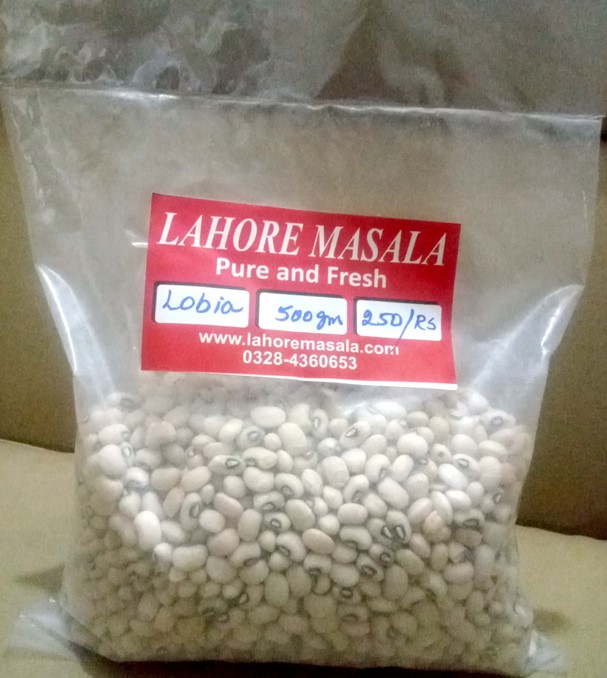 LAHORE MASALA
Pure and Fresh
Lobia 500gm 250/Rs
www.lahoremasala.com
0328-4360653